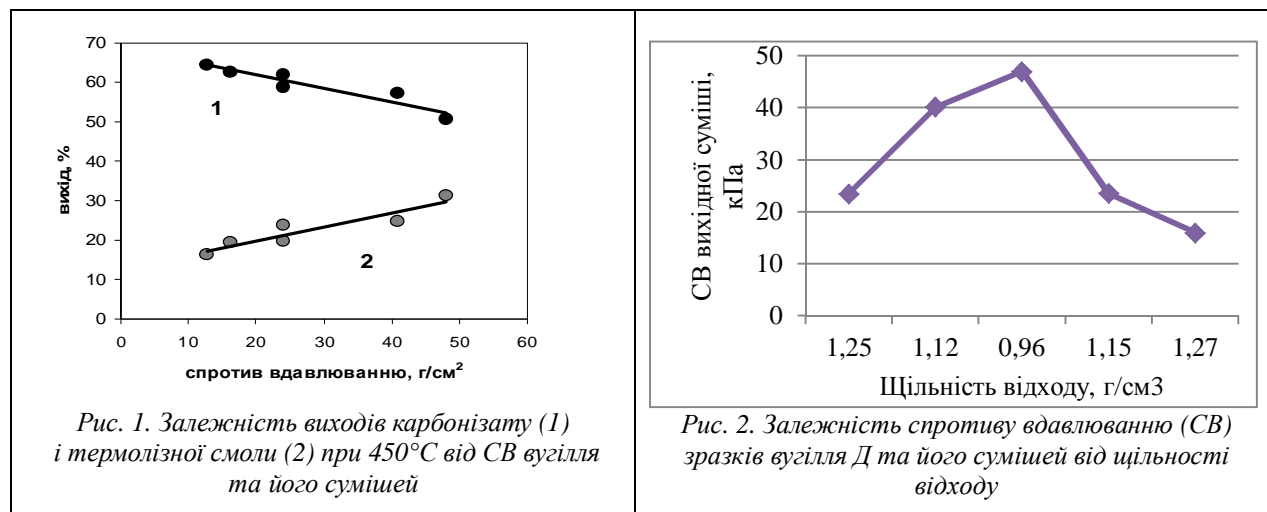 70
60
50
40
30
20
10
0
вихід, %
1
2
0 10 20 30 40 50 60
спротив вдавлюванню, г/см²
Рис. 1. Залежність виходів карбонізату (1)
і термолізної смоли (2) при 450°С від СВ вугілля
та його сумішей
СВ вихідної суміші,
кПа
50
40
30
20
10
0
1,25 1,12 0,96 1,15 1,27
Щільність відходу, г/см3
Рис. 2. Залежність спротиву вдавлюванню (СВ)
зразків вугілля Д та його сумішей від щільності
відходу